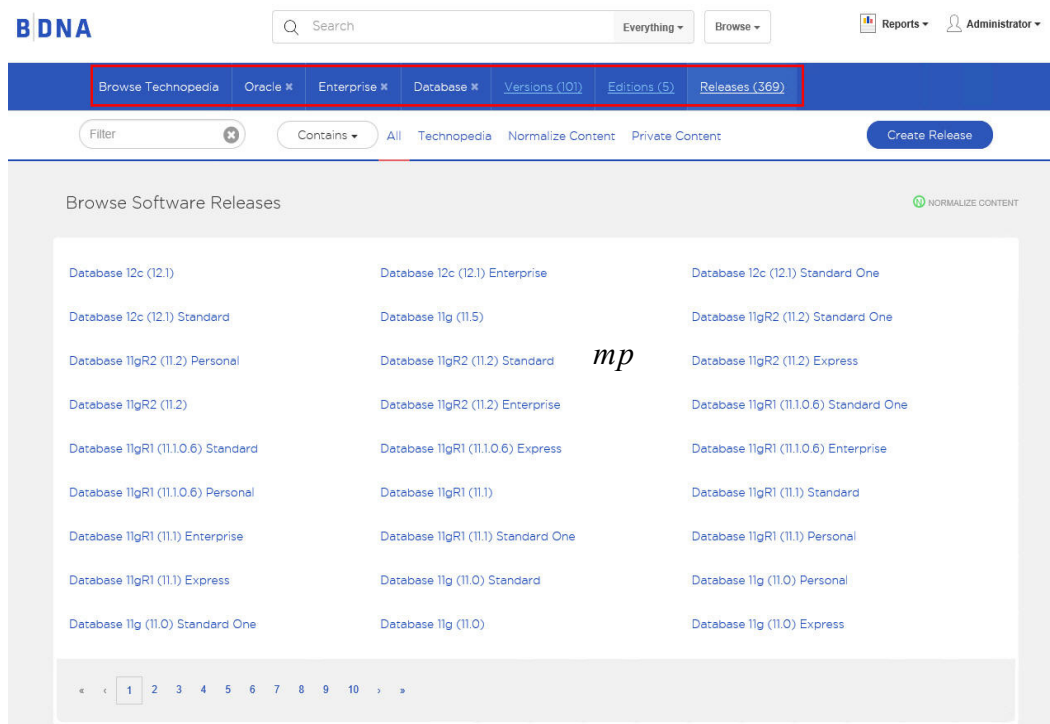 BDNA Search Everything Browse Reports Administrator
Browse Technopedia Oracle × Enterprise × Database × Versions (101) Editions (5) Releases (369)
Filter Contains All Technopedia Normalize Content Private Content Create Release
Browse Software Releases N NORMALIZE CONTENT
Database 12c (12.1) Database 12c (12.1) Enterprise Database 12c (12.1) Standard One
Database 12c (12.1) Standard Database 11g (11.5) Database 11gR2 (11.2) Standard One
Database 11gR2 (11.2) Personal Database 11gR2 (11.2) Standard mp Database 11gR2 (11.2) Express
Database 11gR2 (11.2) Database 11gR2 (11.2) Enterprise Database 11gR1 (11.1.0.6) Standard One
Database 11gR1 (11.1.0.6) Standard Database 11gR1 (11.1.0.6) Express Database 11gR1 (11.1.0.6) Enterprise
Database 11gR1 (11.1.0.6) Personal Database 11gR1 (11.1) Database 11gR1 (11.1) Standard
Database 11gR1 (11.1) Enterprise Database 11gR1 (11.1) Standard One Database 11gR1 (11.1) Personal
Database 11gR1 (11.1) Express Database 11g (11.0) Standard Database 11g (11.0) Personal
Database 11g (11.0) Standard One Database 11g (11.0) Database 11g (11.0) Express
« ‹ 1 2 3 4 5 6 7 8 9 10 › »